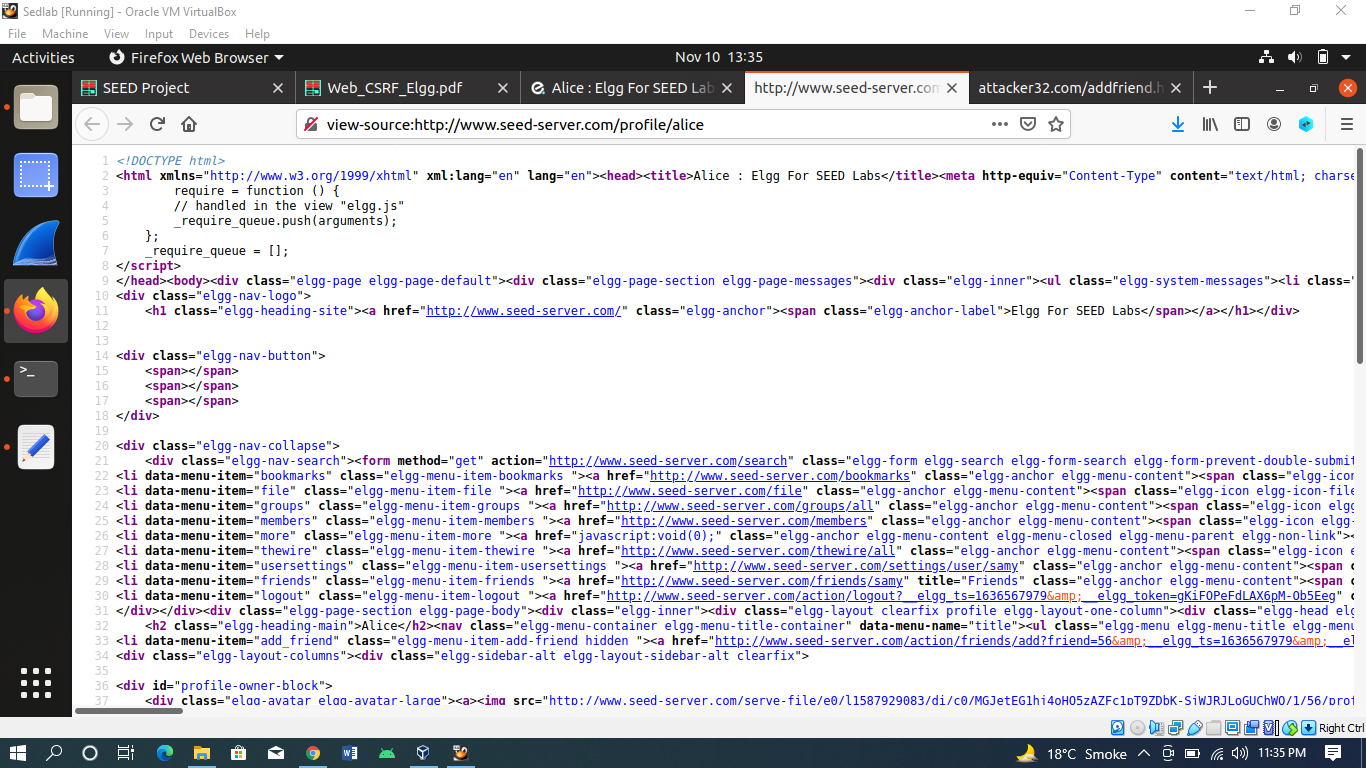 Sedlab [Running] - Oracle VM VirtualBox
File Machine View Input Devices Help
Activities Firefox Web Browser Nov 10 13:35
SEED Project Web_CSRF_Elgg.pdf Alice : Elgg For SEED Lab http://www.seed-server.com attacker32.com/addfriend.h
view-source:http://www.seed-server.com/profile/alice
1 <!DOCTYPE html>
2 <html xmlns="http://www.w3.org/1999/xhtml" xml:lang="en" lang="en"><head><title>Alice : Elgg For SEED Labs</title><meta http-equiv="Content-Type" content="text/html; charse
3 require = function () {
4 // handled in the view "elgg.js"
5 _require_queue.push(arguments);
6 };
7 _require_queue = [];
8 </script>
9 </head><body><div class="elgg-page elgg-page-default"><div class="elgg-page-section elgg-page-messages"><div class="elgg-inner"><ul class="elgg-system-messages"><li class="
10 <div class="elgg-nav-logo">
11 <h1 class="elgg-heading-site"><a href="http://www.seed-server.com/" class="elgg-anchor"><span class="elgg-anchor-label">Elgg For SEED Labs</span></a></h1></div>
12
13
14 <div class="elgg-nav-button">
15 <span></span>
16 <span></span>
17 <span></span>
18 </div>
19
20 <div class="elgg-nav-collapse">
21 <div class="elgg-nav-search"><form method="get" action="http://www.seed-server.com/search" class="elgg-form elgg-search elgg-form-search elgg-form-prevent-double-submit
22 <li data-menu-item="bookmarks" class="elgg-menu-item-bookmarks "><a href="http://www.seed-server.com/bookmarks" class="elgg-anchor elgg-menu-content"><span class="elgg-icon
23 <li data-menu-item="file" class="elgg-menu-item-file "><a href="http://www.seed-server.com/file" class="elgg-anchor elgg-menu-content"><span class="elgg-icon elgg-icon-file
24 <li data-menu-item="groups" class="elgg-menu-item-groups "><a href="http://www.seed-server.com/groups/all" class="elgg-anchor elgg-menu-content"><span class="elgg-icon elgg
25 <li data-menu-item="members" class="elgg-menu-item-members "><a href="http://www.seed-server.com/members" class="elgg-anchor elgg-menu-content"><span class="elgg-icon elgg-
26 <li data-menu-item="more" class="elgg-menu-item-more "><a href="javascript:void(0);" class="elgg-anchor elgg-menu-content elgg-menu-closed elgg-menu-parent elgg-non-link"><
27 <li data-menu-item="thewire" class="elgg-menu-item-thewire "><a href="http://www.seed-server.com/thewire/all" class="elgg-anchor elgg-menu-content"><span class="elgg-icon e
28 <li data-menu-item="usersettings" class="elgg-menu-item-usersettings "><a href="http://www.seed-server.com/settings/user/samy" class="elgg-anchor elgg-menu-content"><span c
29 <li data-menu-item="friends" class="elgg-menu-item-friends "><a href="http://www.seed-server.com/friends/samy" title="Friends" class="elgg-anchor elgg-menu-content"><span c
30 <li data-menu-item="logout" class="elgg-menu-item-logout "><a href="http://www.seed-server.com/action/logout?__elgg_ts=1636567979&amp;__elgg_token=gKiFOPeFdLAX6pM-Ob5Eeg" c
31 </div></div><div class="elgg-page-section elgg-page-body"><div class="elgg-inner"><div class="elgg-layout clearfix profile elgg-layout-one-column"><div class="elgg-head elg
32 <h2 class="elgg-heading-main">Alice</h2><nav class="elgg-menu-container elgg-menu-title-container" data-menu-name="title"><ul class="elgg-menu elgg-menu-title elgg-menu
33 <li data-menu-item="add_friend" class="elgg-menu-item-add-friend hidden "><a href="http://www.seed-server.com/action/friends/add?friend=56&amp;__elgg_ts=1636567979&amp;__el
34 <div class="elgg-layout-columns"><div class="elgg-sidebar-alt elgg-layout-sidebar-alt clearfix">
35
36 <div id="profile-owner-block">
37 <div class="elgg-avatar elgg-avatar-large"><a><img src="http://www.seed-server.com/serve-file/e0/l1587929083/di/c0/MGJetEG1hi4oHO5zAZFc1pT9ZDbK-SiWJRJLoGUChWO/1/56/prof
Right Ctrl
18°C Smoke 11:35 PM